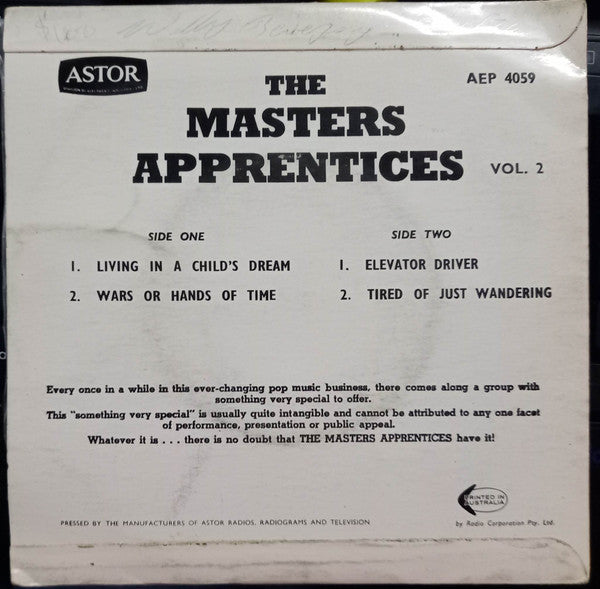 ASTOR
AEP 4059
THE
MASTERS
APPRENTICES
VOL. 2
SIDE ONE
1. LIVING IN A CHILD'S DREAM
2. WARS OR HANDS OF TIME
SIDE TWO
1. ELEVATOR DRIVER
2. TIRED OF JUST WANDERING
Every once in a while in this ever-changing pop music business, there comes along a group with
something very special to offer.
This "something very special" is usually quite intangible and cannot be attributed to any one facet
of performance, presentation or public appeal.
Whatever it is . . . there is no doubt that THE MASTERS APPRENTICES have it!
PRINTED IN
AUSTRALIA
PRESSED BY THE MANUFACTURERS OF ASTOR RADIOS, RADIOGRAMS AND TELEVISION
by Radio Corporation Pty. Ltd.